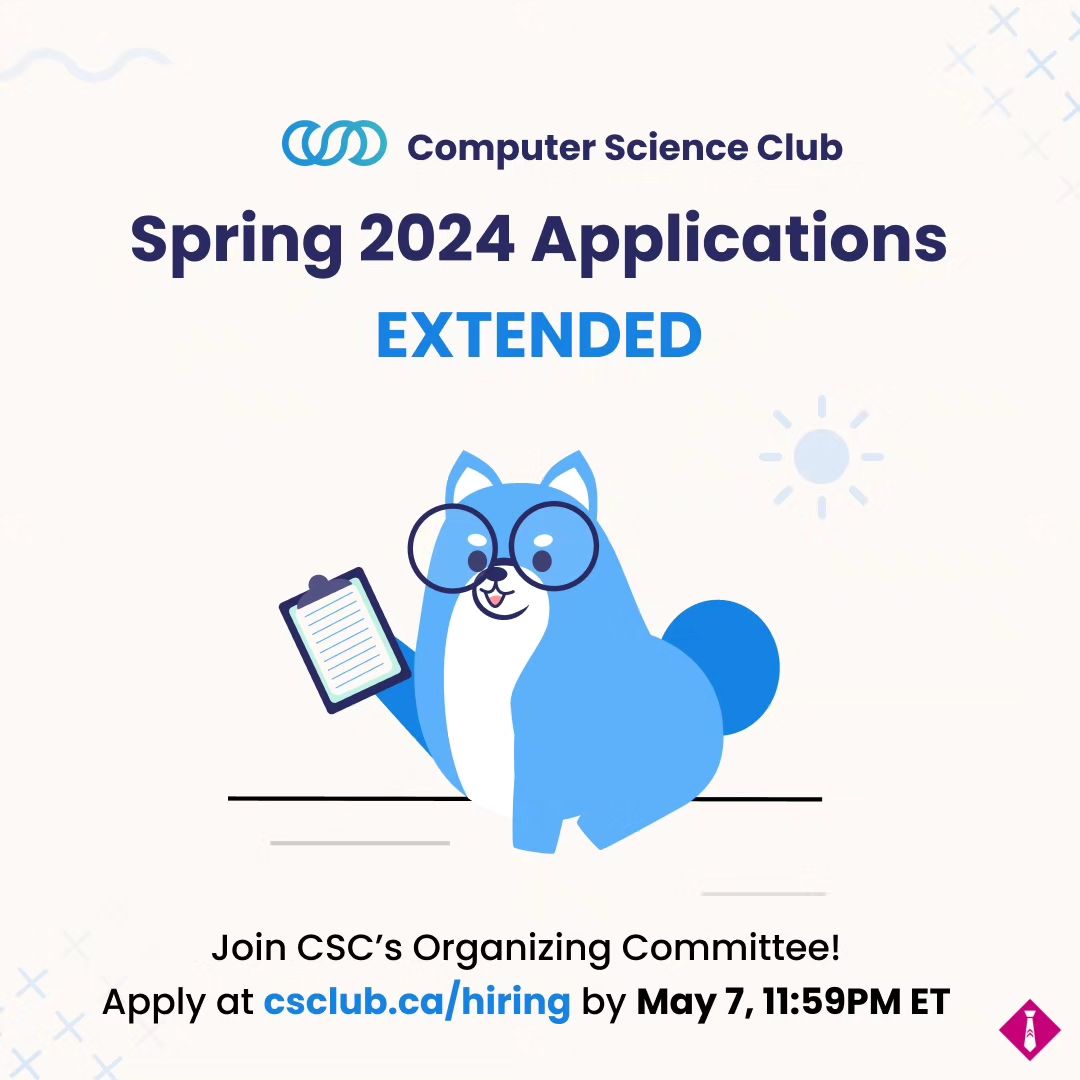 Computer Science Club
Spring 2024 Applications
EXTENDED
Join CSC’s Organizing Committee!
Apply at csclub.ca/hiring by May 7, 11:59PM ET